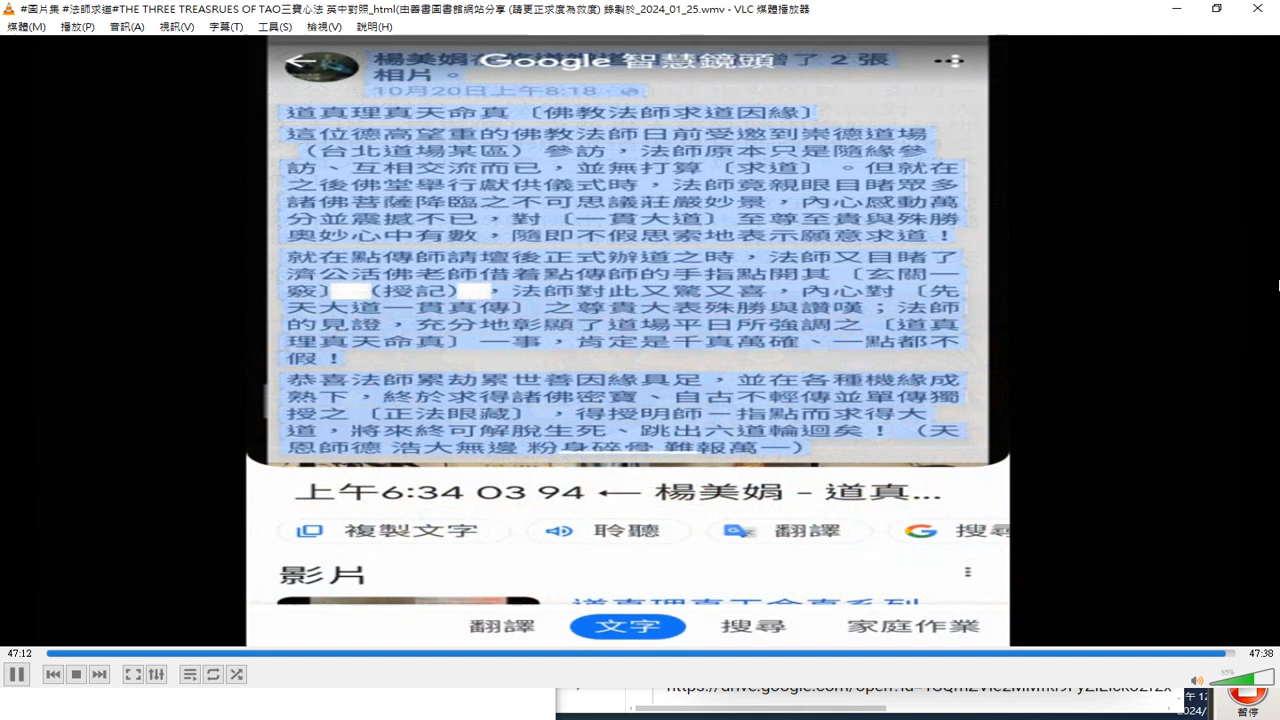 #圖片集 #法師求道#THE THREE TREASRUES OF TAO三寶心法 英中對照_html(由善書圖書館網站分享 (請更正求度為救度) 錄製於_2024_01_25.wmv - VLC 媒體播放器
媒體(M) 播放(P) 音訊(A) 視訊(V) 字幕(T) 工具(S) 檢視(V) 說明(H)
Google 智慧鏡頭
楊美娟 了 2 張
相片。
10月20日上午8:18
道真理真天命真〔佛教法師求道因緣〕
這位德高望重的佛教法師日前受邀到崇德道場
（台北道場某區）參訪，法師原本只是隨緣參
訪、互相交流而已，並無打算〔求道〕。但就在
之後佛堂舉行獻供儀式時，法師竟親眼目睹眾多
諸佛菩薩降臨之不可思議莊嚴妙景，內心感動萬
分並震撼不已，對〔一貫大道〕至尊至貴與殊勝
奧妙心中有數，隨即不假思索地表示願意求道！
就在點傳師請壇後正式辦道之時，法師又目睹了
濟公活佛老師借着點傳師的手指點開其〔玄關一
竅〕 (授記) ，法師對此又驚又喜，內心對〔先
天大道一貫真傳〕之尊貴大表殊勝與讚嘆；法師
的見證，充分地彰顯了道場平日所強調之〔道真
理真天命真〕一事，肯定是千真萬確、一點都不
假！
恭喜法師累劫累世善因緣具足，並在各種機緣成
熟下，終於求得諸佛密寶、自古不輕傳並單傳獨
授之〔正法眼藏〕，得授明師一指點而求得大
道，將來終可解脫生死、跳出六道輪迴矣！（天
恩師德 浩大無邊 粉身碎骨 難報萬一）
上午6:34 03 94 ← 楊美娟 - 道真...
複製文字 聆聽 翻譯 搜尋
影片
道真理真天命真系列
翻譯 文字 搜尋 家庭作業
47:12 47:38
85%
暫停